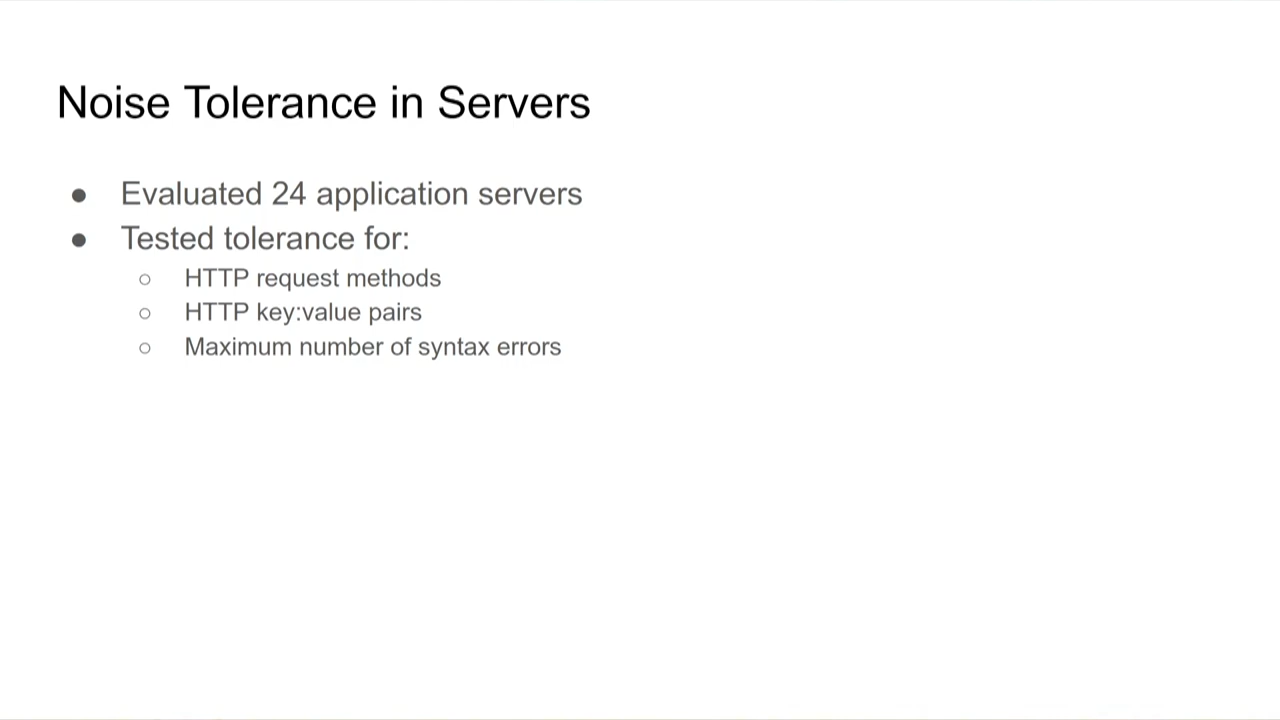 Noise Tolerance in Servers
● Evaluated 24 application servers
● Tested tolerance for:
○ HTTP request methods
○ HTTP key:value pairs
○ Maximum number of syntax errors